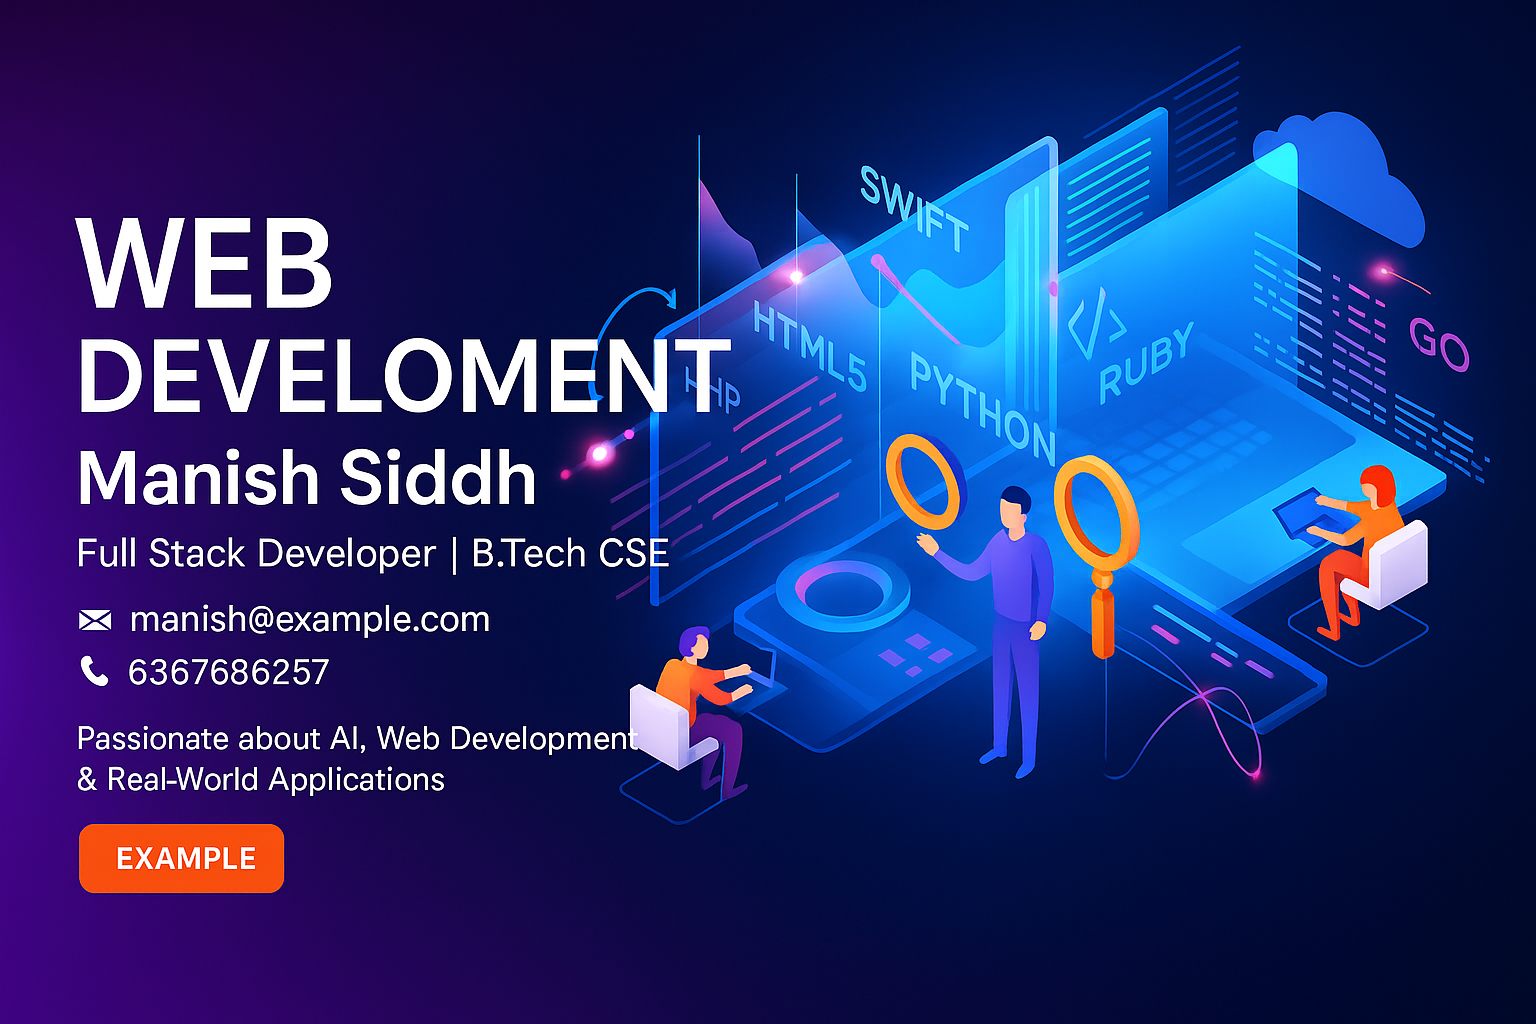 WEB
DEVELOMENT
Manish Siddh
Full Stack Developer | B.Tech CSE
manish@example.com
6367686257
Passionate about AI, Web Development
& Real-World Applications
EXAMPLE
SWIFT
HTML5
PYTHON
RUBY
</>
GO